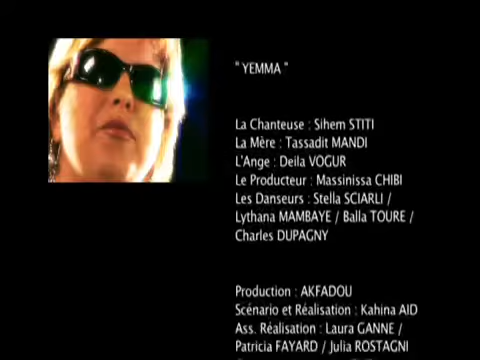 " YEMMA "
La Chanteuse : Sihem STITI
La Mère : Tassadit MANDI
L'Ange : Deila VOGUR
Le Producteur : Massinissa CHIBI
Les Danseurs : Stella SCIARLI /
Lythana MAMBAYE / Balla TOURE /
Charles DUPAGNY
Production : AKFADOU
Scénario et Réalisation : Kahina AID
Ass. Réalisation : Laura GANNE /
Patricia FAYARD / Julia ROSTAGNI